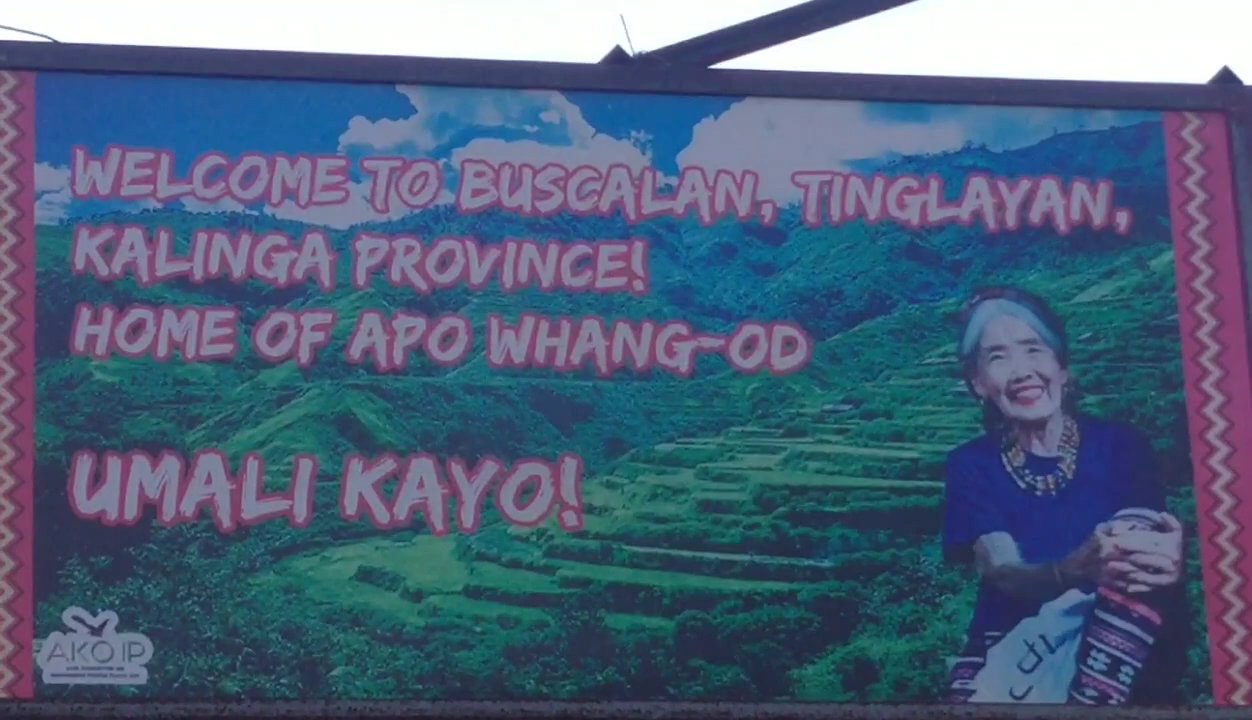 WELCOME TO BUSCALAN, TINGLAYAN,
KALINGA PROVINCE!
HOME OF APO WHANG-OD
UMALI KAYO!
AKO IP